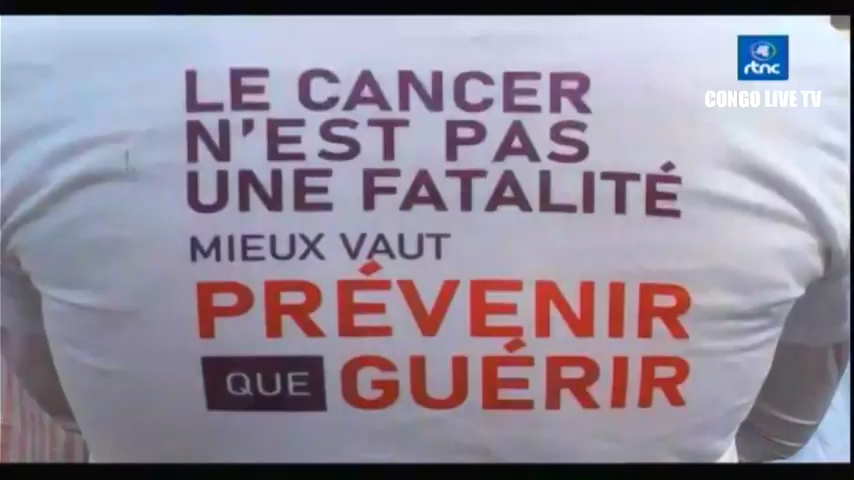 rtnc
CONGO LIVE TV
LE CANCER
N'EST PAS
UNE FATALITÉ
MIEUX VAUT
PRÉVENIR
QUE GUÉRIR